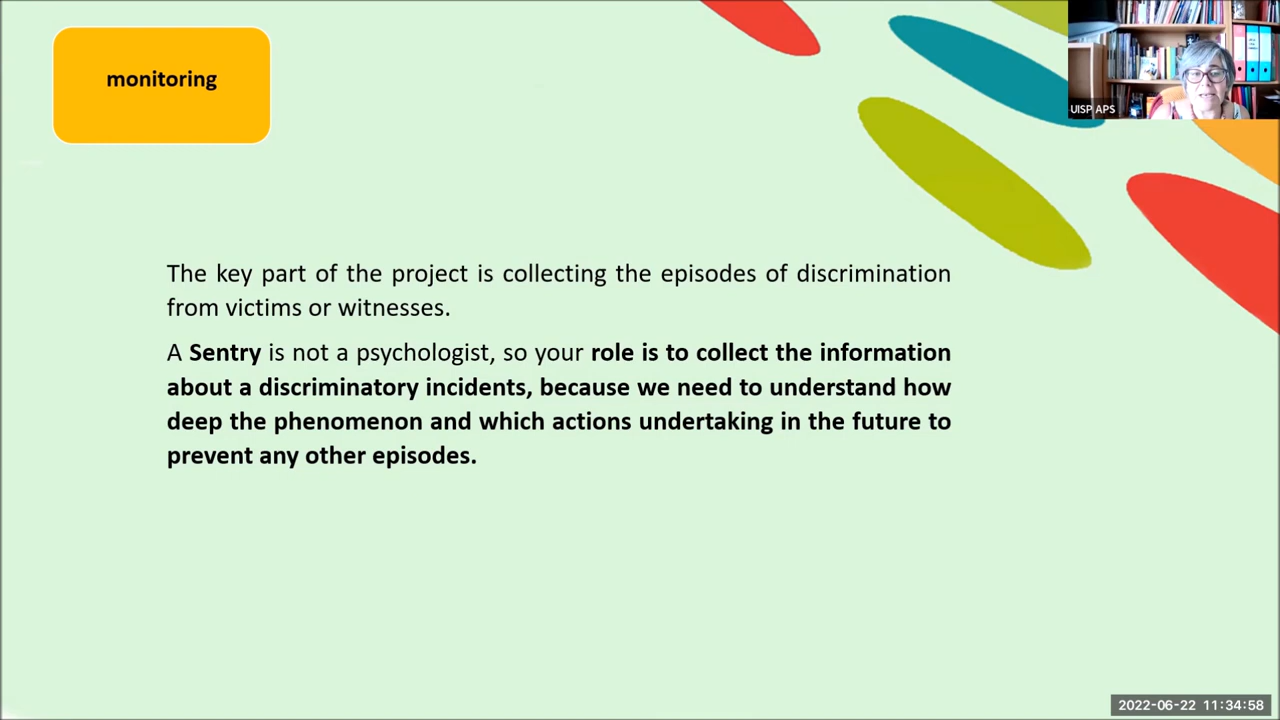 monitoring
UISP APS
The key part of the project is collecting the episodes of discrimination
from victims or witnesses.
A Sentry is not a psychologist, so your role is to collect the information
about a discriminatory incidents, because we need to understand how
deep the phenomenon and which actions undertaking in the future to
prevent any other episodes.
2022-06-22 11:34:58